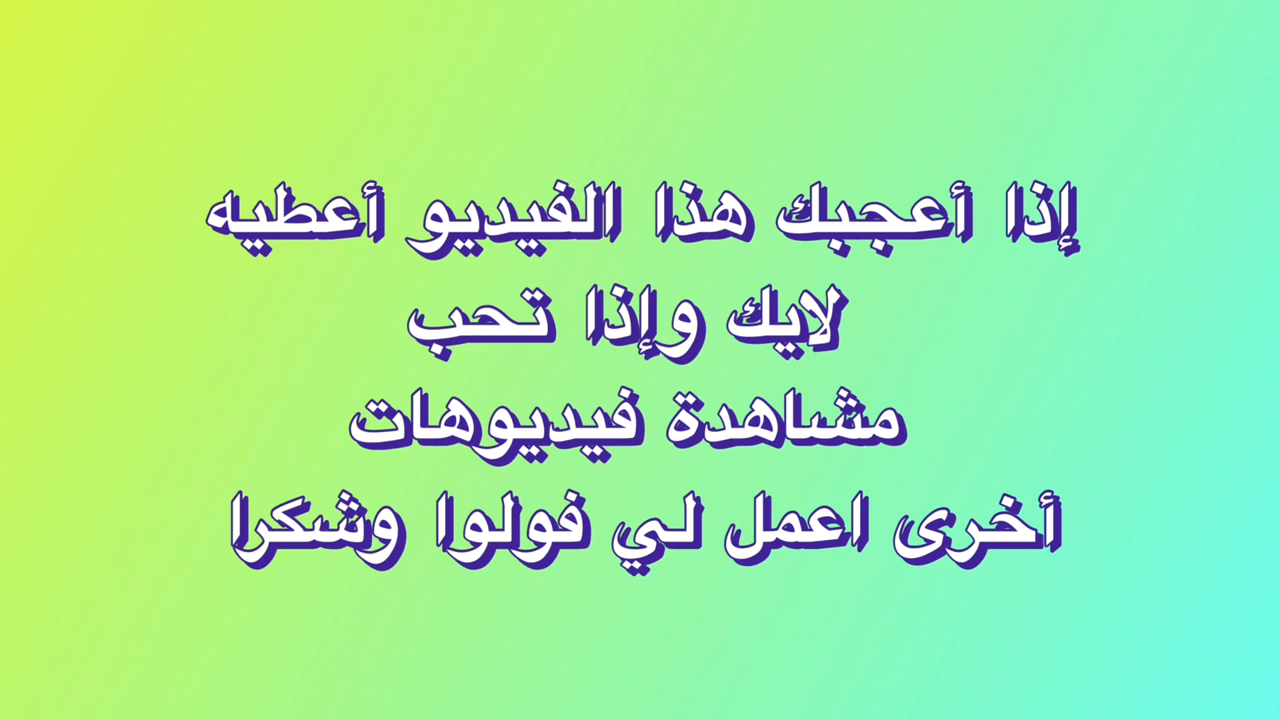 إذا أعجبك هذا الفيديو أعطيه
لايك وإذا تحب
مشاهدة فيديوهات
أخرى اعمل لي فولوا وشكرا